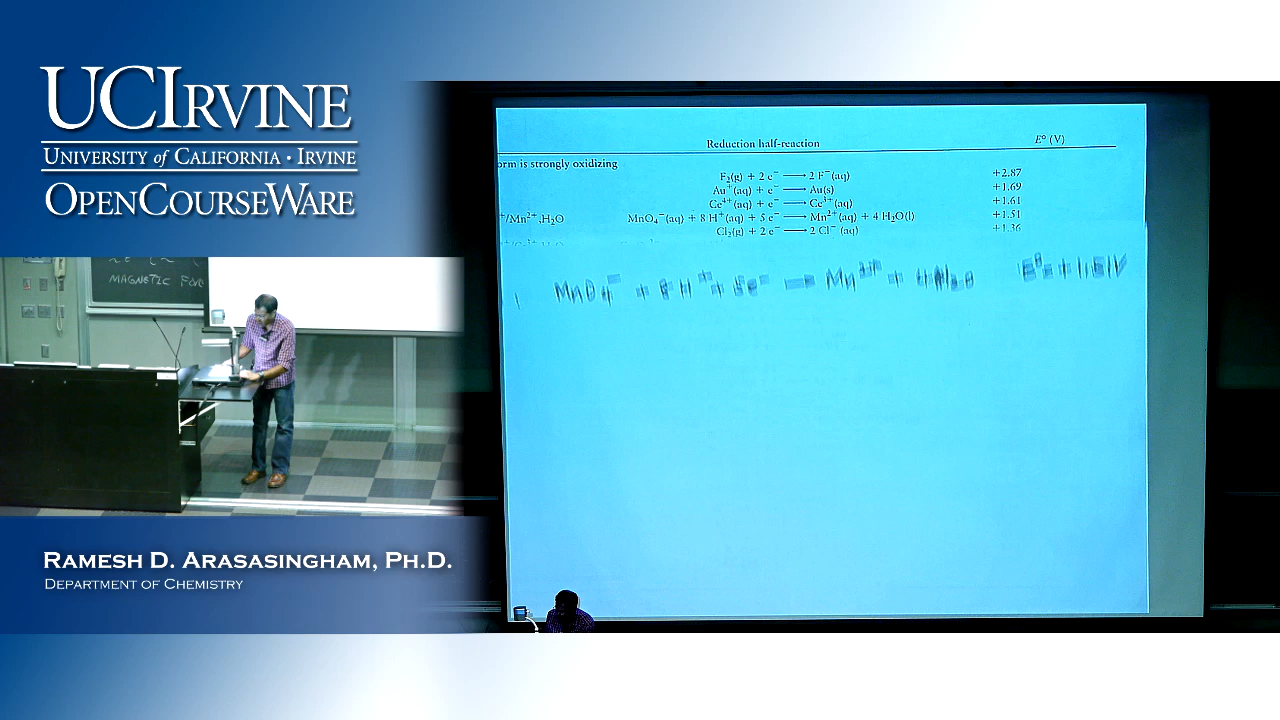 UCIRVINE
UNIVERSITY of CALIFORNIA · IRVINE
OPENCOURSEWARE
MAGNETIC
RAMESH D. ARASASINGHAM, PH.D.
DEPARTMENT OF CHEMISTRY
Reduction half-reaction E° (V)
orm is strongly oxidizing
F₂(g) + 2 e⁻ ⟶ 2 F⁻(aq) +2.87
Au⁺(aq) + e⁻ ⟶ Au(s) +1.69
Ce⁴⁺(aq) + e⁻ ⟶ Ce³⁺(aq) +1.61
⁺/Mn²⁺,H₂O MnO₄⁻(aq) + 8 H⁺(aq) + 5 e⁻ ⟶ Mn²⁺(aq) + 4 H₂O(l) +1.51
Cl₂(g) + 2 e⁻ ⟶ 2 Cl⁻ (aq) +1.36
MnO₄⁻ + 8H⁺ + 5e⁻ → Mn²⁺ + 4H₂O E° = +1.51V